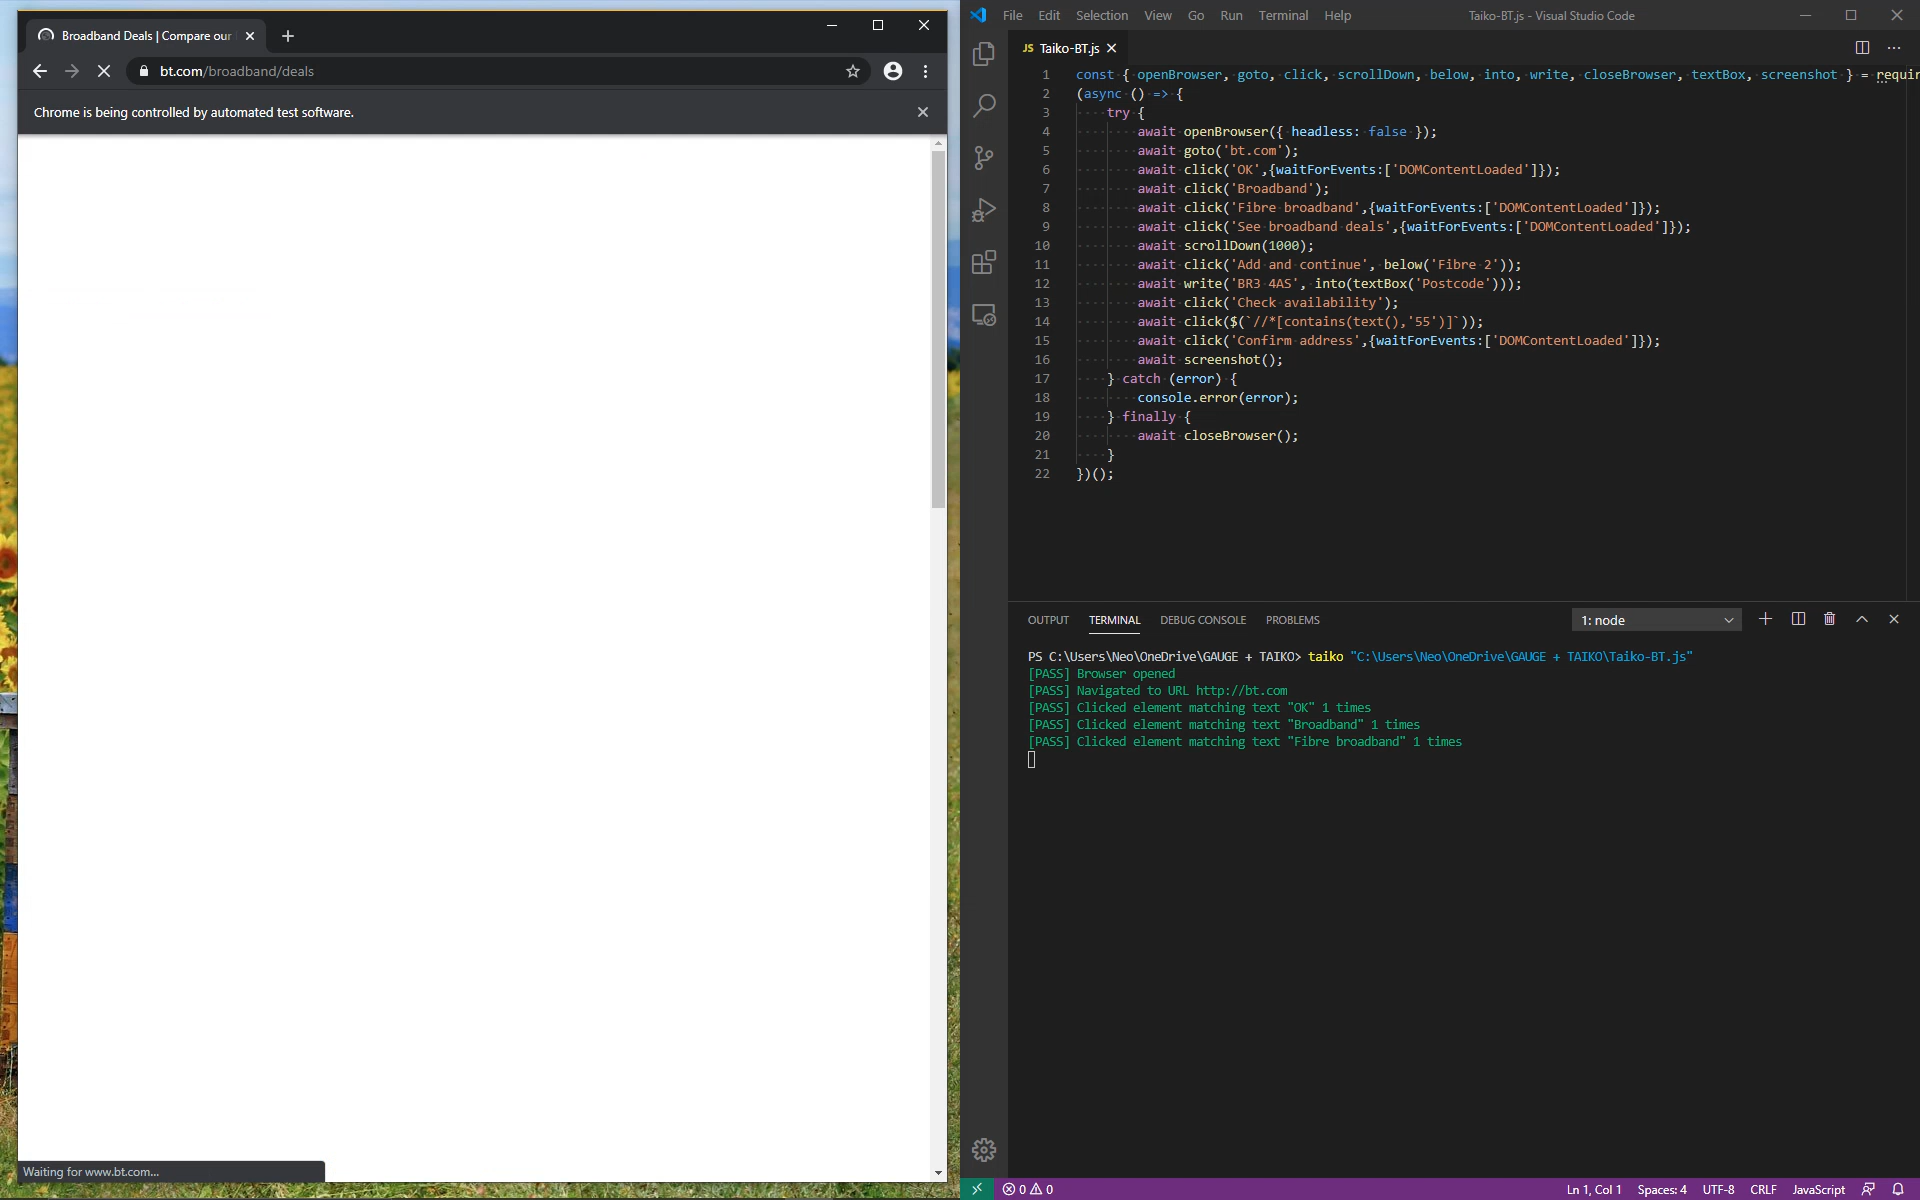 Broadband Deals | Compare our
bt.com/broadband/deals
Chrome is being controlled by automated test software.
Waiting for www.bt.com...
File Edit Selection View Go Run Terminal Help
Taiko-BT.js - Visual Studio Code
JS Taiko-BT.js
1 const { openBrowser, goto, click, scrollDown, below, into, write, closeBrowser, textBox, screenshot } = requir
2 (async () => {
3 try {
4 await openBrowser({ headless: false });
5 await goto('bt.com');
6 await click('OK',{waitForEvents:['DOMContentLoaded']});
7 await click('Broadband');
8 await click('Fibre broadband',{waitForEvents:['DOMContentLoaded']});
9 await click('See broadband deals',{waitForEvents:['DOMContentLoaded']});
10 await scrollDown(1000);
11 await click('Add and continue', below('Fibre 2'));
12 await write('BR3 4AS', into(textBox('Postcode')));
13 await click('Check availability');
14 await click($(`//*[contains(text(),'55')]`));
15 await click('Confirm address',{waitForEvents:['DOMContentLoaded']});
16 await screenshot();
17 } catch (error) {
18 console.error(error);
19 } finally {
20 await closeBrowser();
21 }
22 })();
OUTPUT TERMINAL DEBUG CONSOLE PROBLEMS
1: node
PS C:\Users\Neo\OneDrive\GAUGE + TAIKO> taiko "C:\Users\Neo\OneDrive\GAUGE + TAIKO\Taiko-BT.js"
[PASS] Browser opened
[PASS] Navigated to URL http://bt.com
[PASS] Clicked element matching text "OK" 1 times
[PASS] Clicked element matching text "Broadband" 1 times
[PASS] Clicked element matching text "Fibre broadband" 1 times
0 0
Ln 1, Col 1 Spaces: 4 UTF-8 CRLF JavaScript